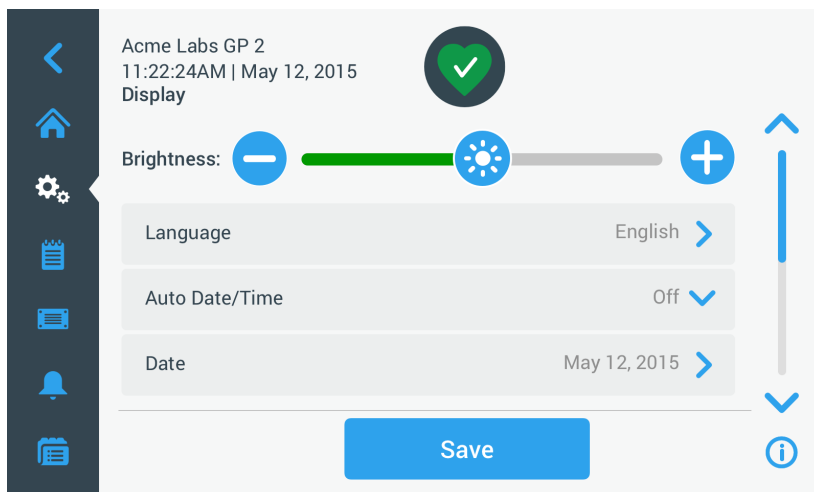 Acme Labs GP 2
11:22:24AM | May 12, 2015
Display
Brightness:
Language English
Auto Date/Time Off
Date May 12, 2015
Save